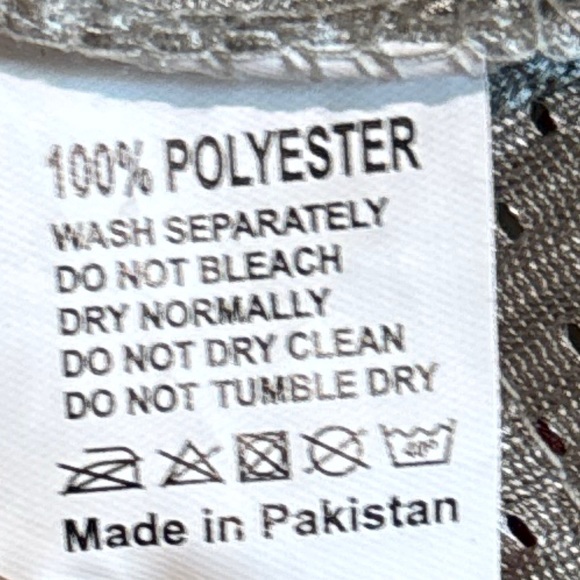 100% POLYESTER
WASH SEPARATELY
DO NOT BLEACH
DRY NORMALLY
DO NOT DRY CLEAN
DO NOT TUMBLE DRY
40°
Made in Pakistan